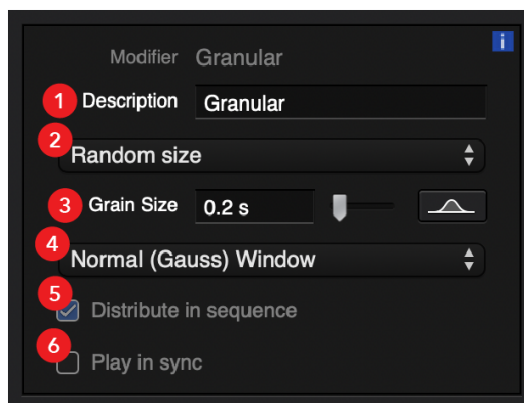 i
Modifier Granular
1 Description Granular
2
Random size
3 Grain Size 0.2 s
4
Normal (Gauss) Window
5
Distribute in sequence
6
Play in sync